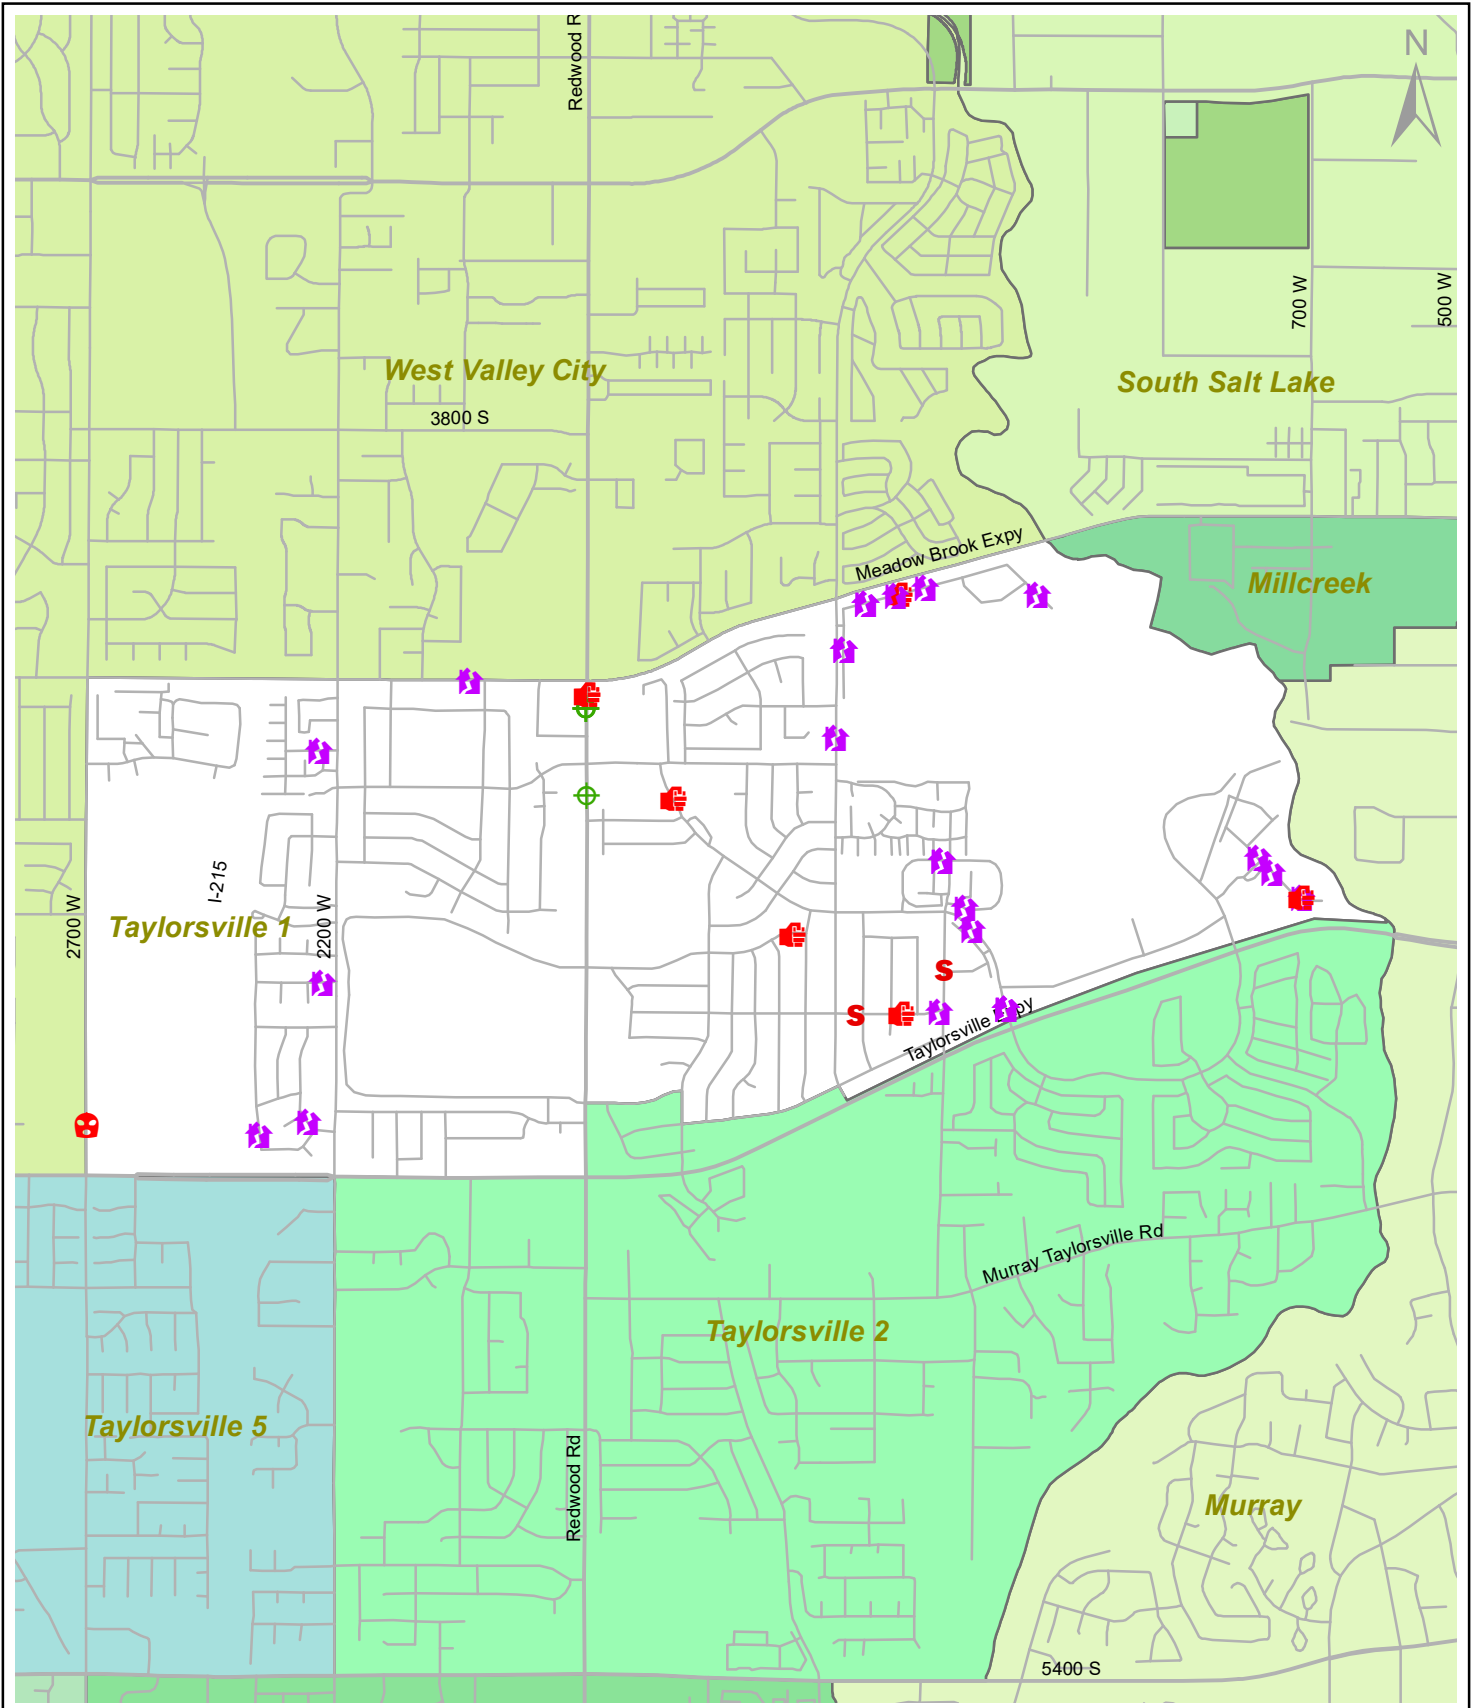 Redwood R
N
700 W
500 W
West Valley City
South Salt Lake
3800 S
Meadow Brook Expy
Millcreek
I-215
2700 W
Taylorsville 1
2200 W
S
S
Taylorsville Expy
Murray Taylorsville Rd
Taylorsville 2
Taylorsville 5
Redwood Rd
Murray
5400 S